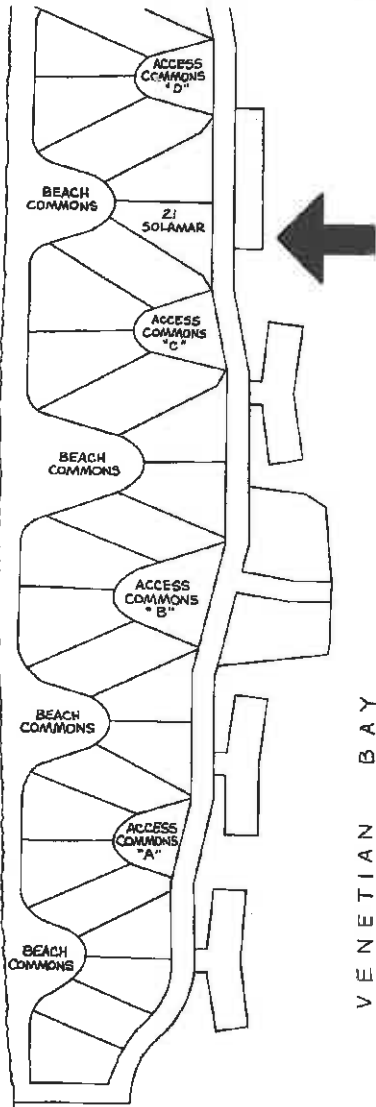 ACCESS
COMMONS
"D"
BEACH
COMMONS
21
SOLAMAR
ACCESS
COMMONS
"C"
BEACH
COMMONS
ACCESS
COMMONS
"B"
BEACH
COMMONS
ACCESS
COMMONS
"A"
BEACH
COMMONS
VENETIAN BAY